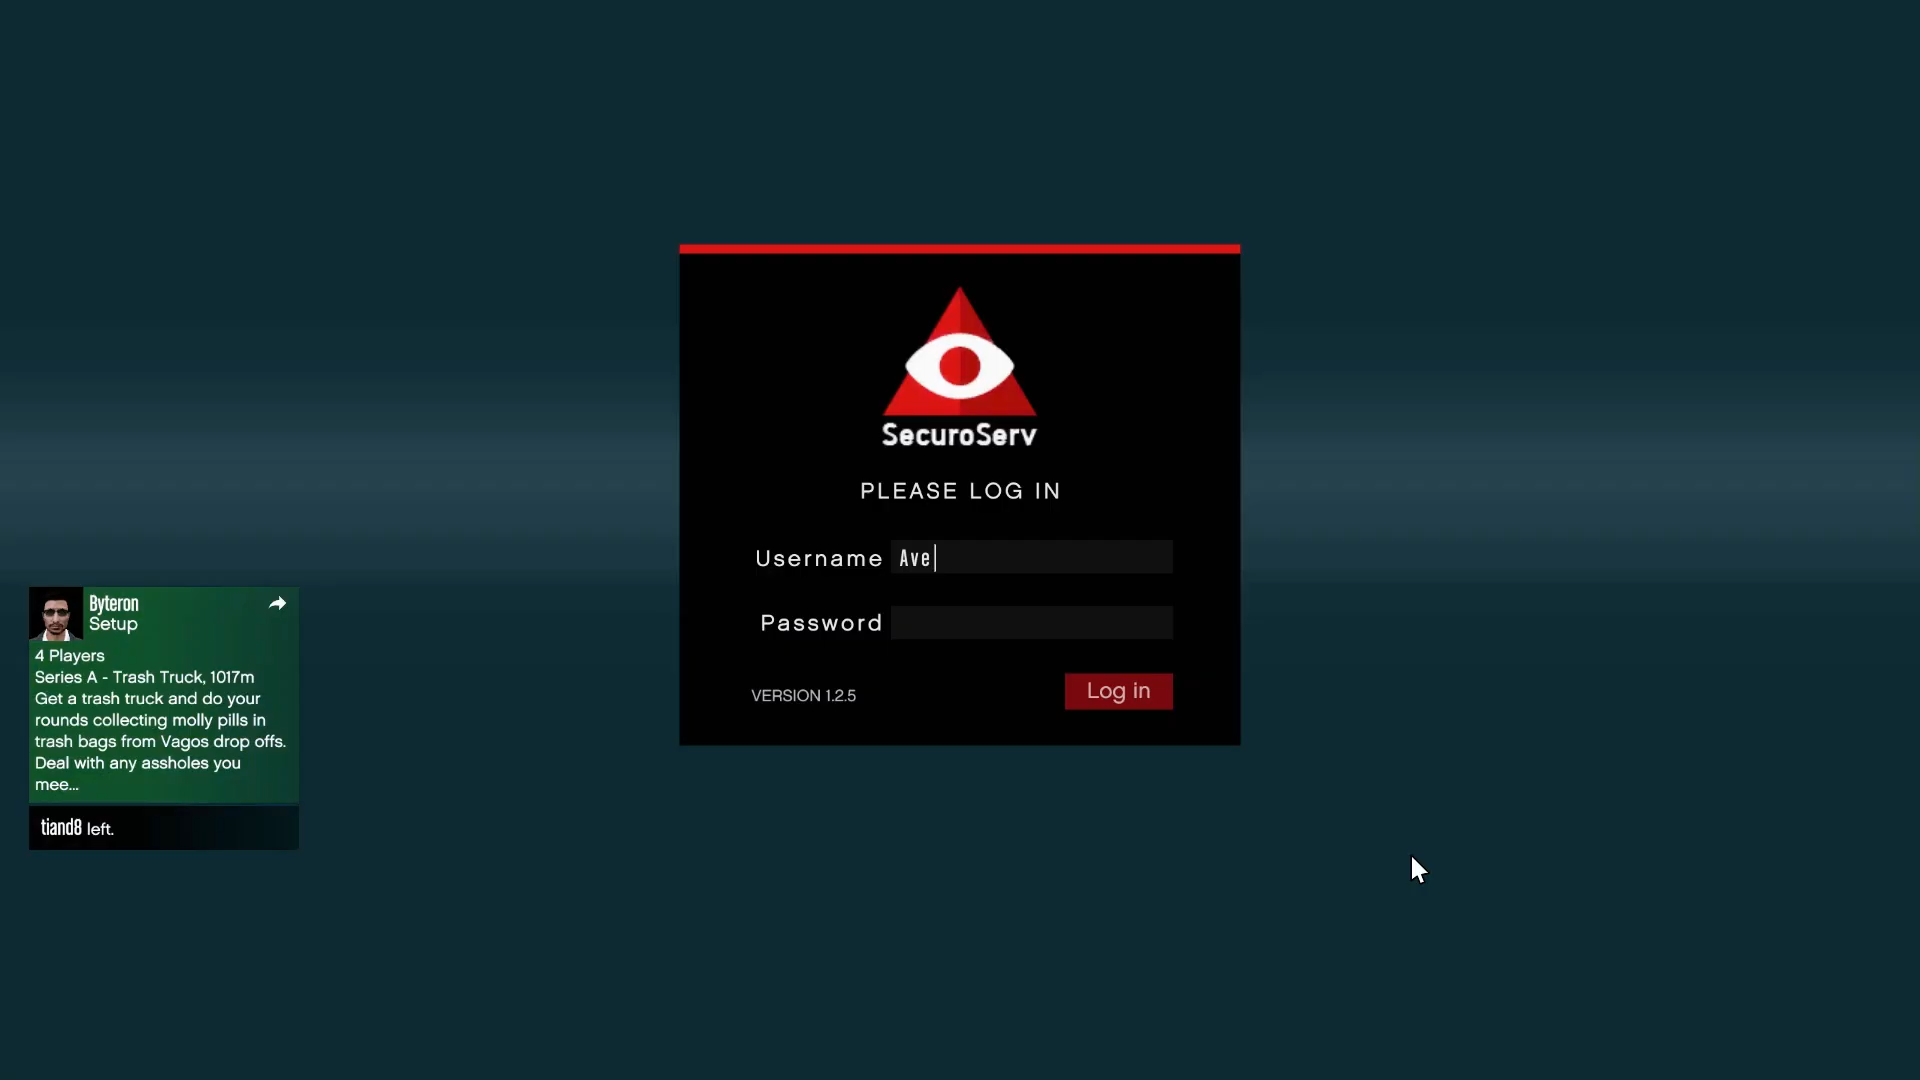 SecuroServ
PLEASE LOG IN
Username Ave
Password
VERSION 1.2.5
Log in
Byteron
Setup
4 Players
Series A - Trash Truck, 1017m
Get a trash truck and do your
rounds collecting molly pills in
trash bags from Vagos drop offs.
Deal with any assholes you
mee...
tiand8 left.